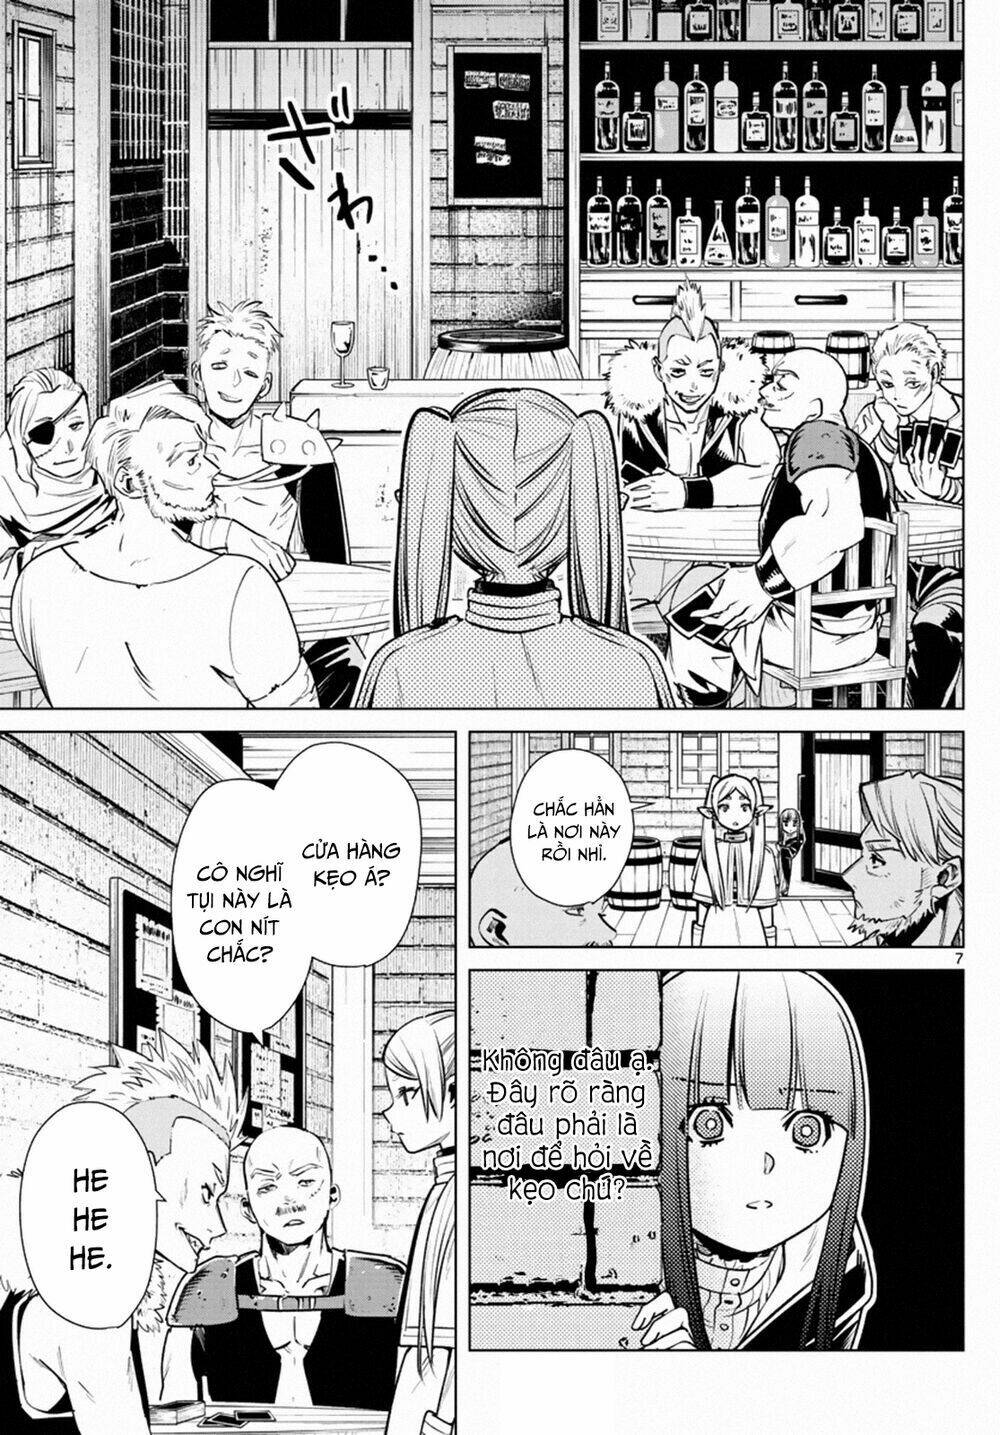 ざわ…
CHẮC HẲN
LÀ NƠI NÀY
RỒI NHỈ.
7
Không đâu ạ.
Đây rõ ràng
đâu phải là
nơi để hỏi về
kẹo chứ?
CỬA HÀNG
KẸO Á?
CÔ NGHĨ
TỤI NÀY LÀ
CON NÍT
CHẮC?
HE
HE
HE.